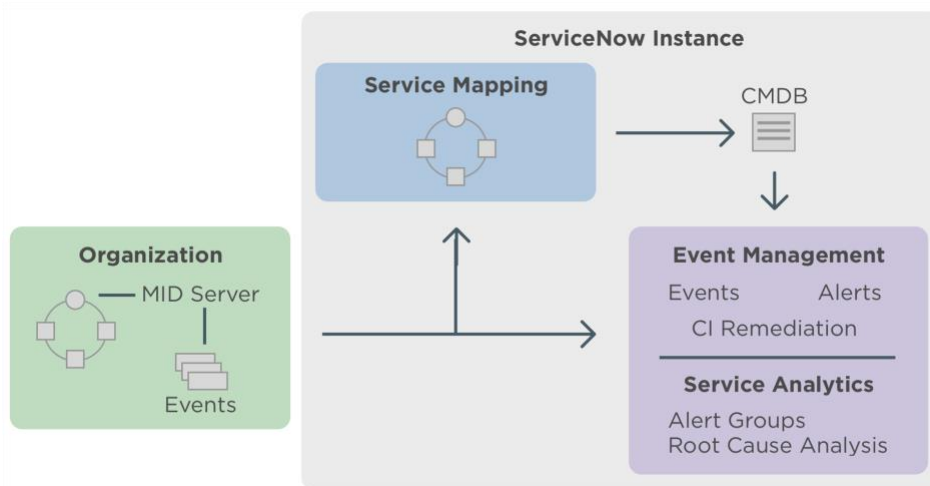 ServiceNow Instance
Service Mapping
CMDB
Organization
MID Server
Events
Event Management
Events Alerts
CI Remediation
Service Analytics
Alert Groups
Root Cause Analysis